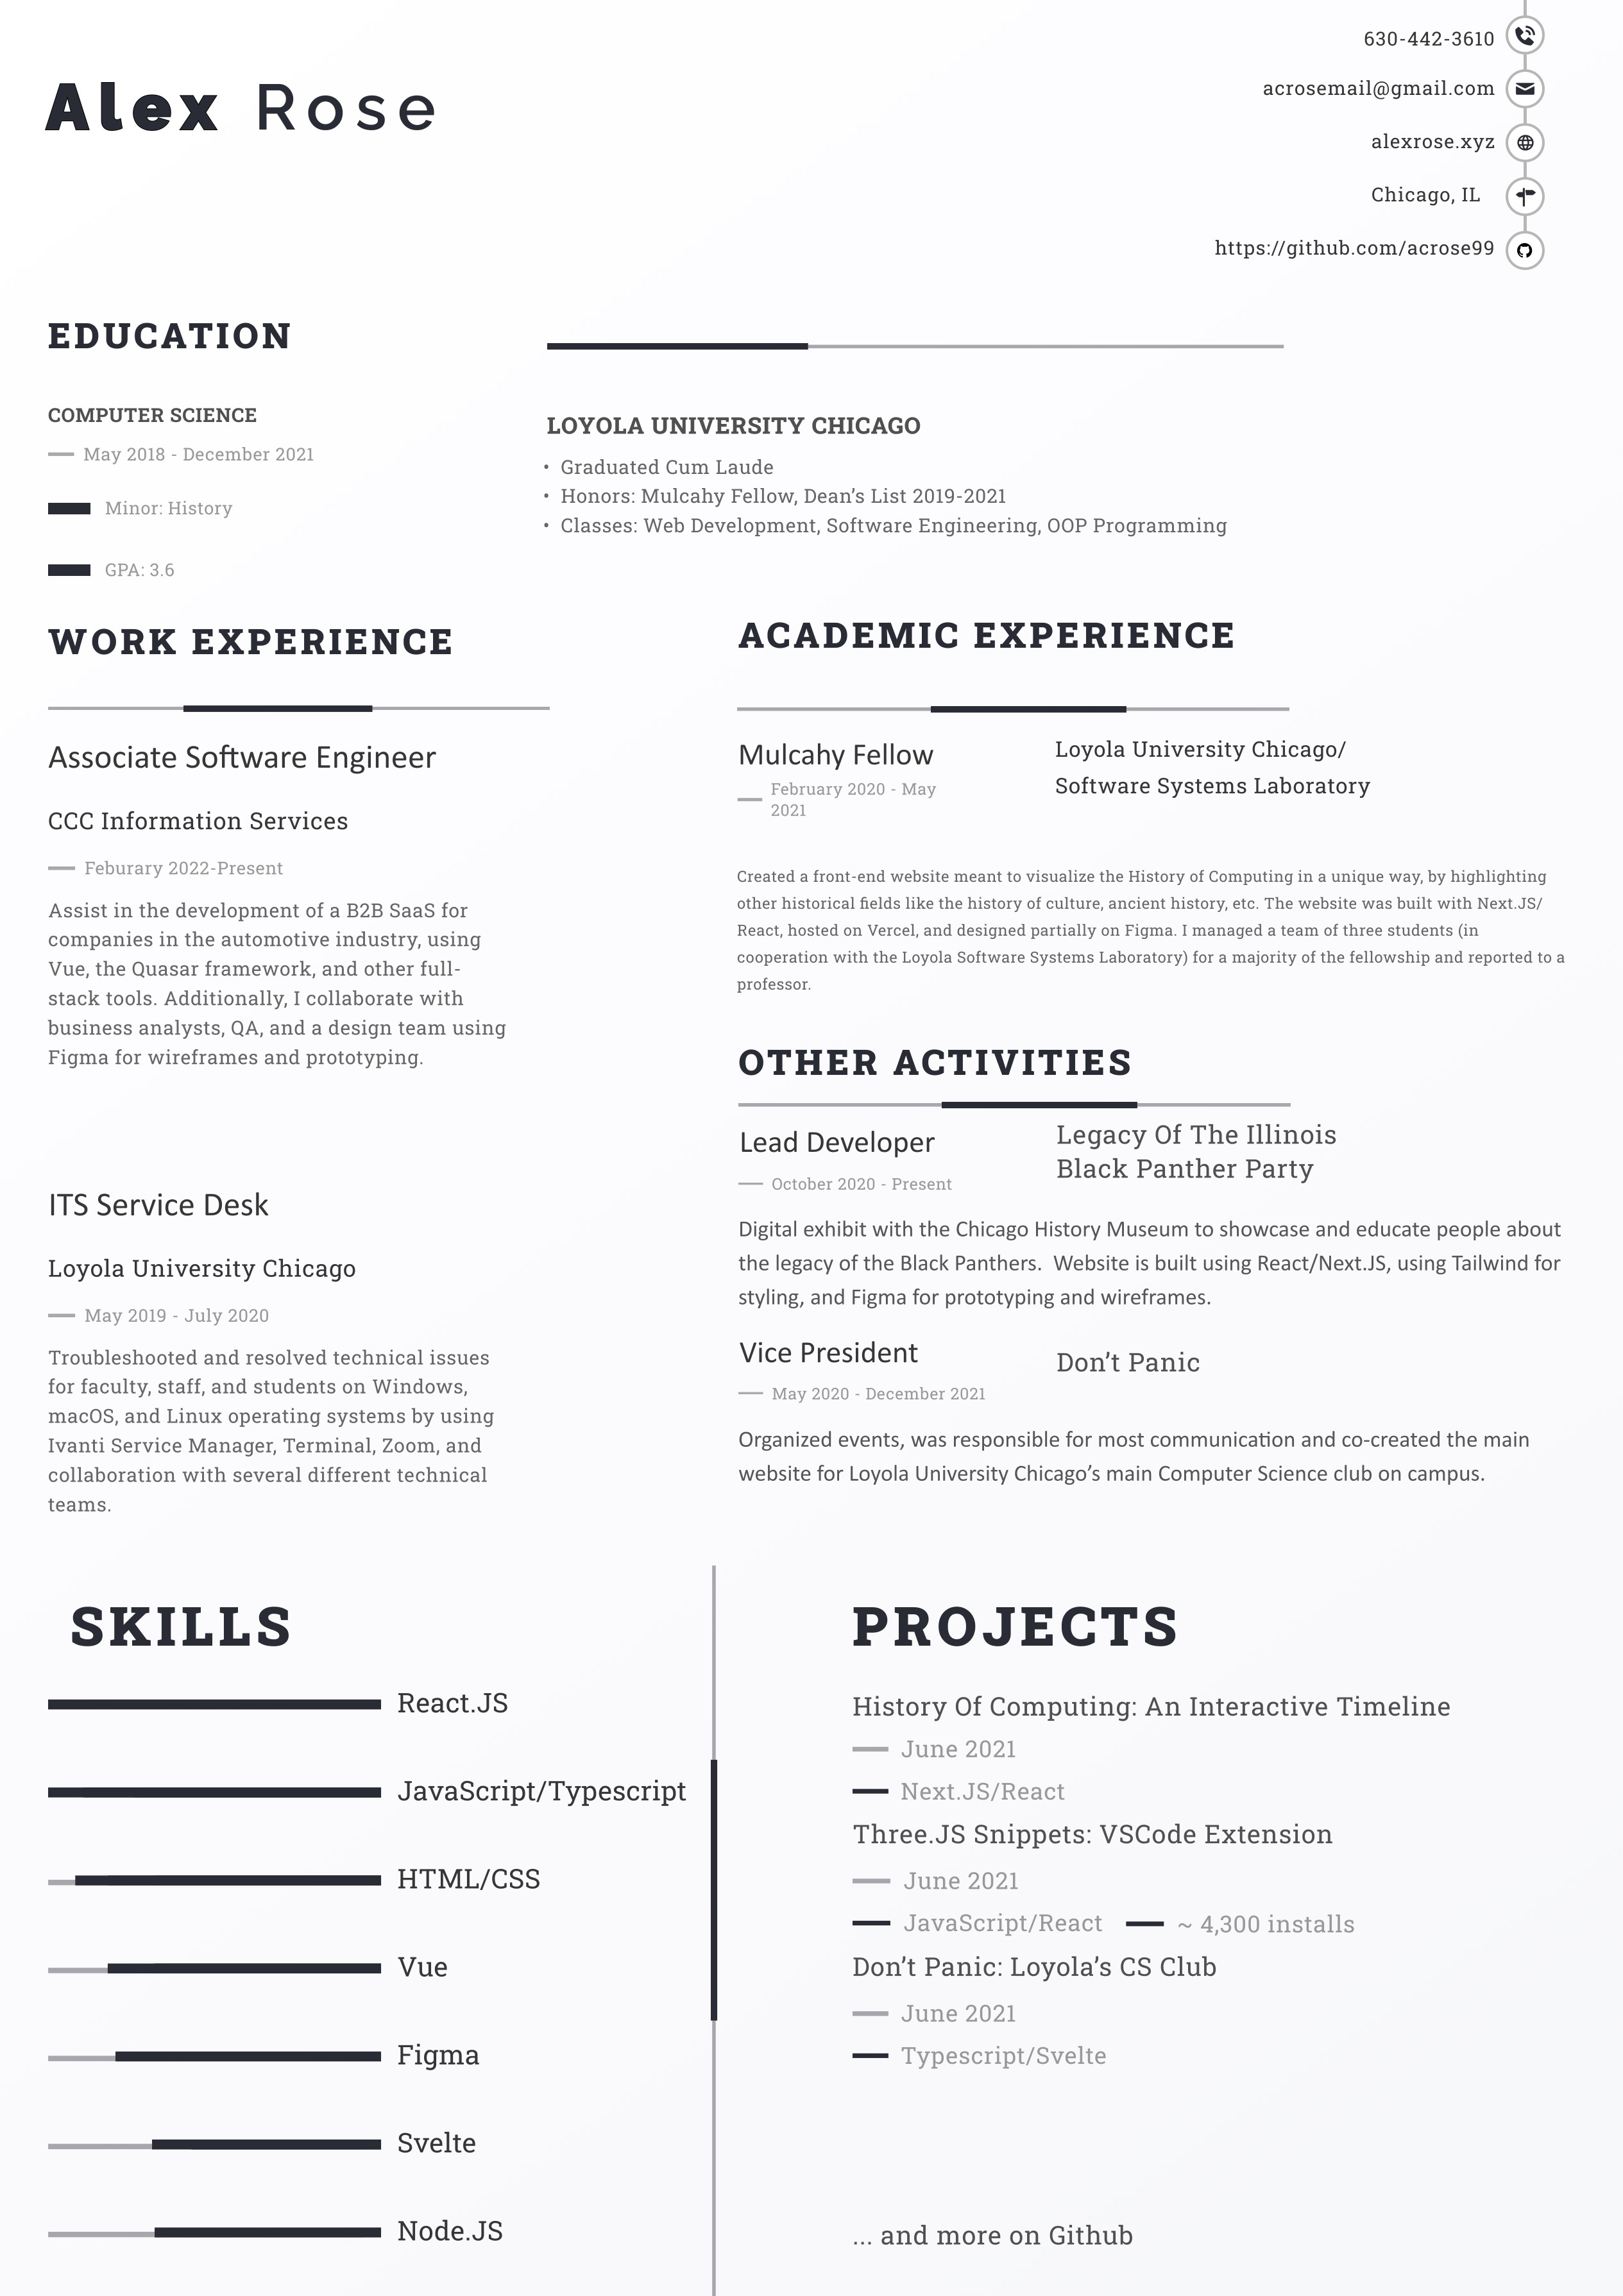 Alex Rose
630-442-3610
acrosemail@gmail.com
alexrose.xyz
Chicago, IL
https://github.com/acrose99
EDUCATION
COMPUTER SCIENCE
May 2018 - December 2021
Minor: History
GPA: 3.6
LOYOLA UNIVERSITY CHICAGO
• Graduated Cum Laude
• Honors: Mulcahy Fellow, Dean’s List 2019-2021
• Classes: Web Development, Software Engineering, OOP Programming
WORK EXPERIENCE
Associate Software Engineer
CCC Information Services
Feburary 2022-Present
Assist in the development of a B2B SaaS for
companies in the automotive industry, using
Vue, the Quasar framework, and other full-
stack tools. Additionally, I collaborate with
business analysts, QA, and a design team using
Figma for wireframes and prototyping.
ITS Service Desk
Loyola University Chicago
May 2019 - July 2020
Troubleshooted and resolved technical issues
for faculty, staff, and students on Windows,
macOS, and Linux operating systems by using
Ivanti Service Manager, Terminal, Zoom, and
collaboration with several different technical
teams.
ACADEMIC EXPERIENCE
Mulcahy Fellow
February 2020 - May
2021
Loyola University Chicago/
Software Systems Laboratory
Created a front-end website meant to visualize the History of Computing in a unique way, by highlighting
other historical fields like the history of culture, ancient history, etc. The website was built with Next.JS/
React, hosted on Vercel, and designed partially on Figma. I managed a team of three students (in
cooperation with the Loyola Software Systems Laboratory) for a majority of the fellowship and reported to a
professor.
OTHER ACTIVITIES
Lead Developer
October 2020 - Present
Legacy Of The Illinois
Black Panther Party
Digital exhibit with the Chicago History Museum to showcase and educate people about
the legacy of the Black Panthers.  Website is built using React/Next.JS, using Tailwind for
styling, and Figma for prototyping and wireframes.
Vice President
May 2020 - December 2021
Don’t Panic
Organized events, was responsible for most communication and co-created the main
website for Loyola University Chicago’s main Computer Science club on campus.
SKILLS
React.JS
JavaScript/Typescript
HTML/CSS
Vue
Figma
Svelte
Node.JS
PROJECTS
History Of Computing: An Interactive Timeline
June 2021
Next.JS/React
Three.JS Snippets: VSCode Extension
June 2021
JavaScript/React ~ 4,300 installs
Don’t Panic: Loyola’s CS Club
June 2021
Typescript/Svelte
... and more on Github